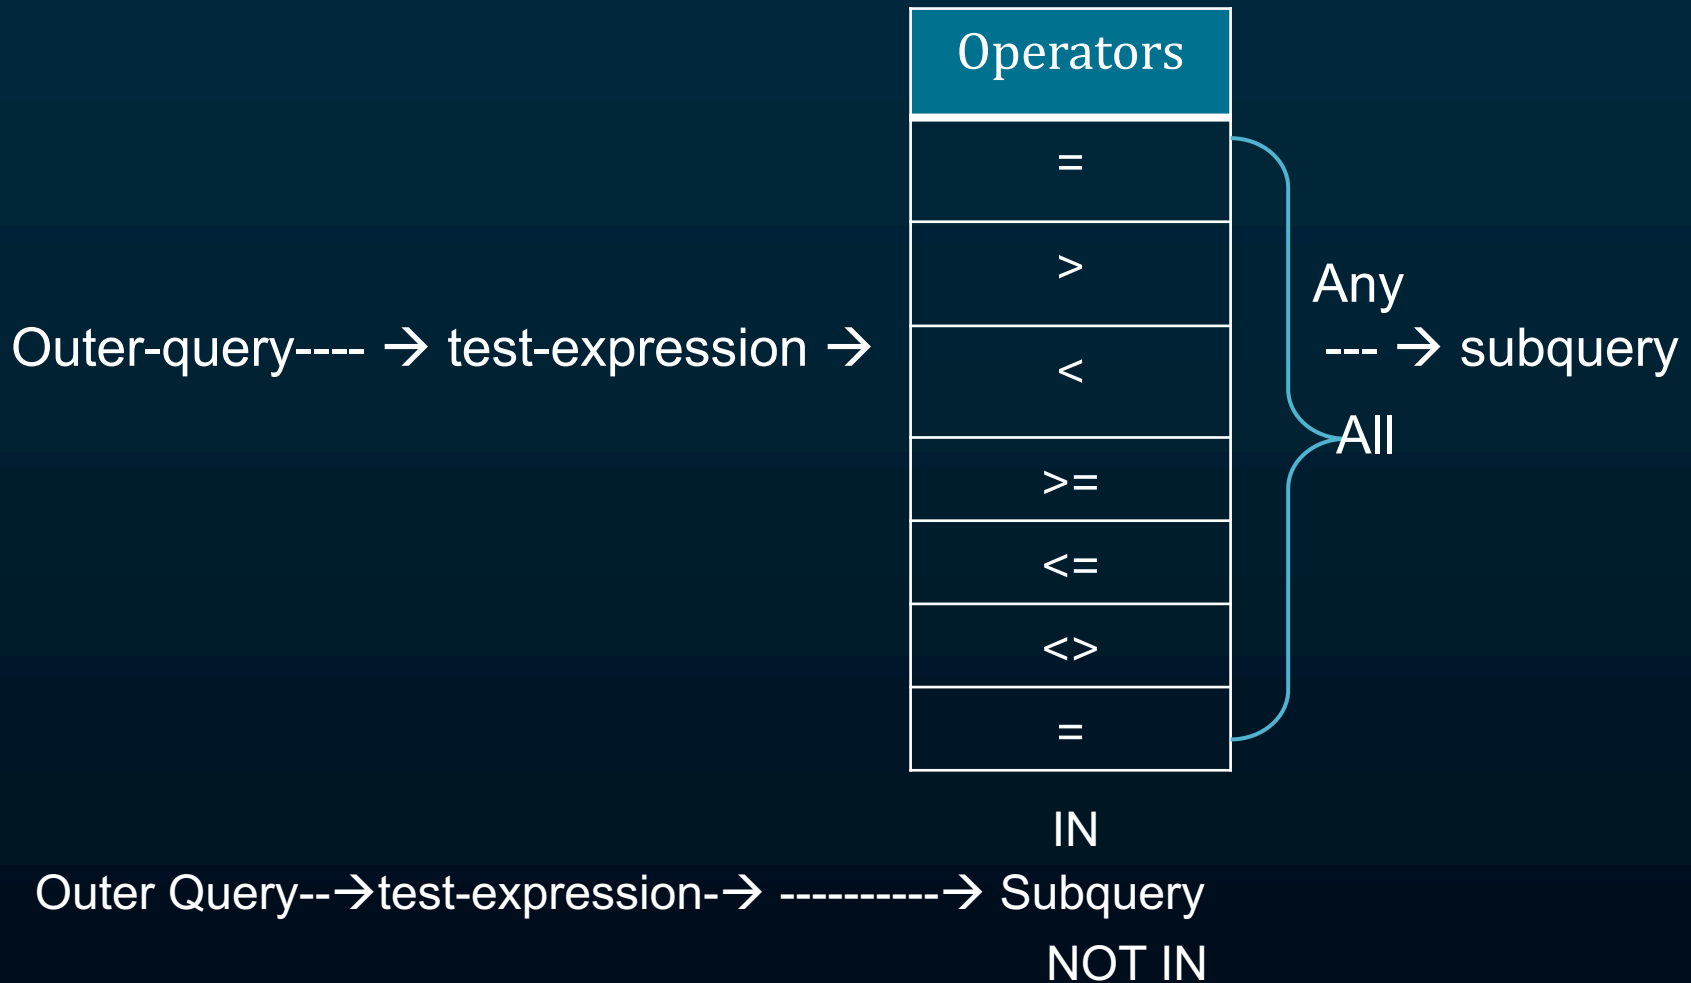 Operators
=
>
Any
Outer-query---- → test-expression → < --- → subquery
All
>=
<=
<>
=
IN
Outer Query--→test-expression-→ ----------→ Subquery
NOT IN